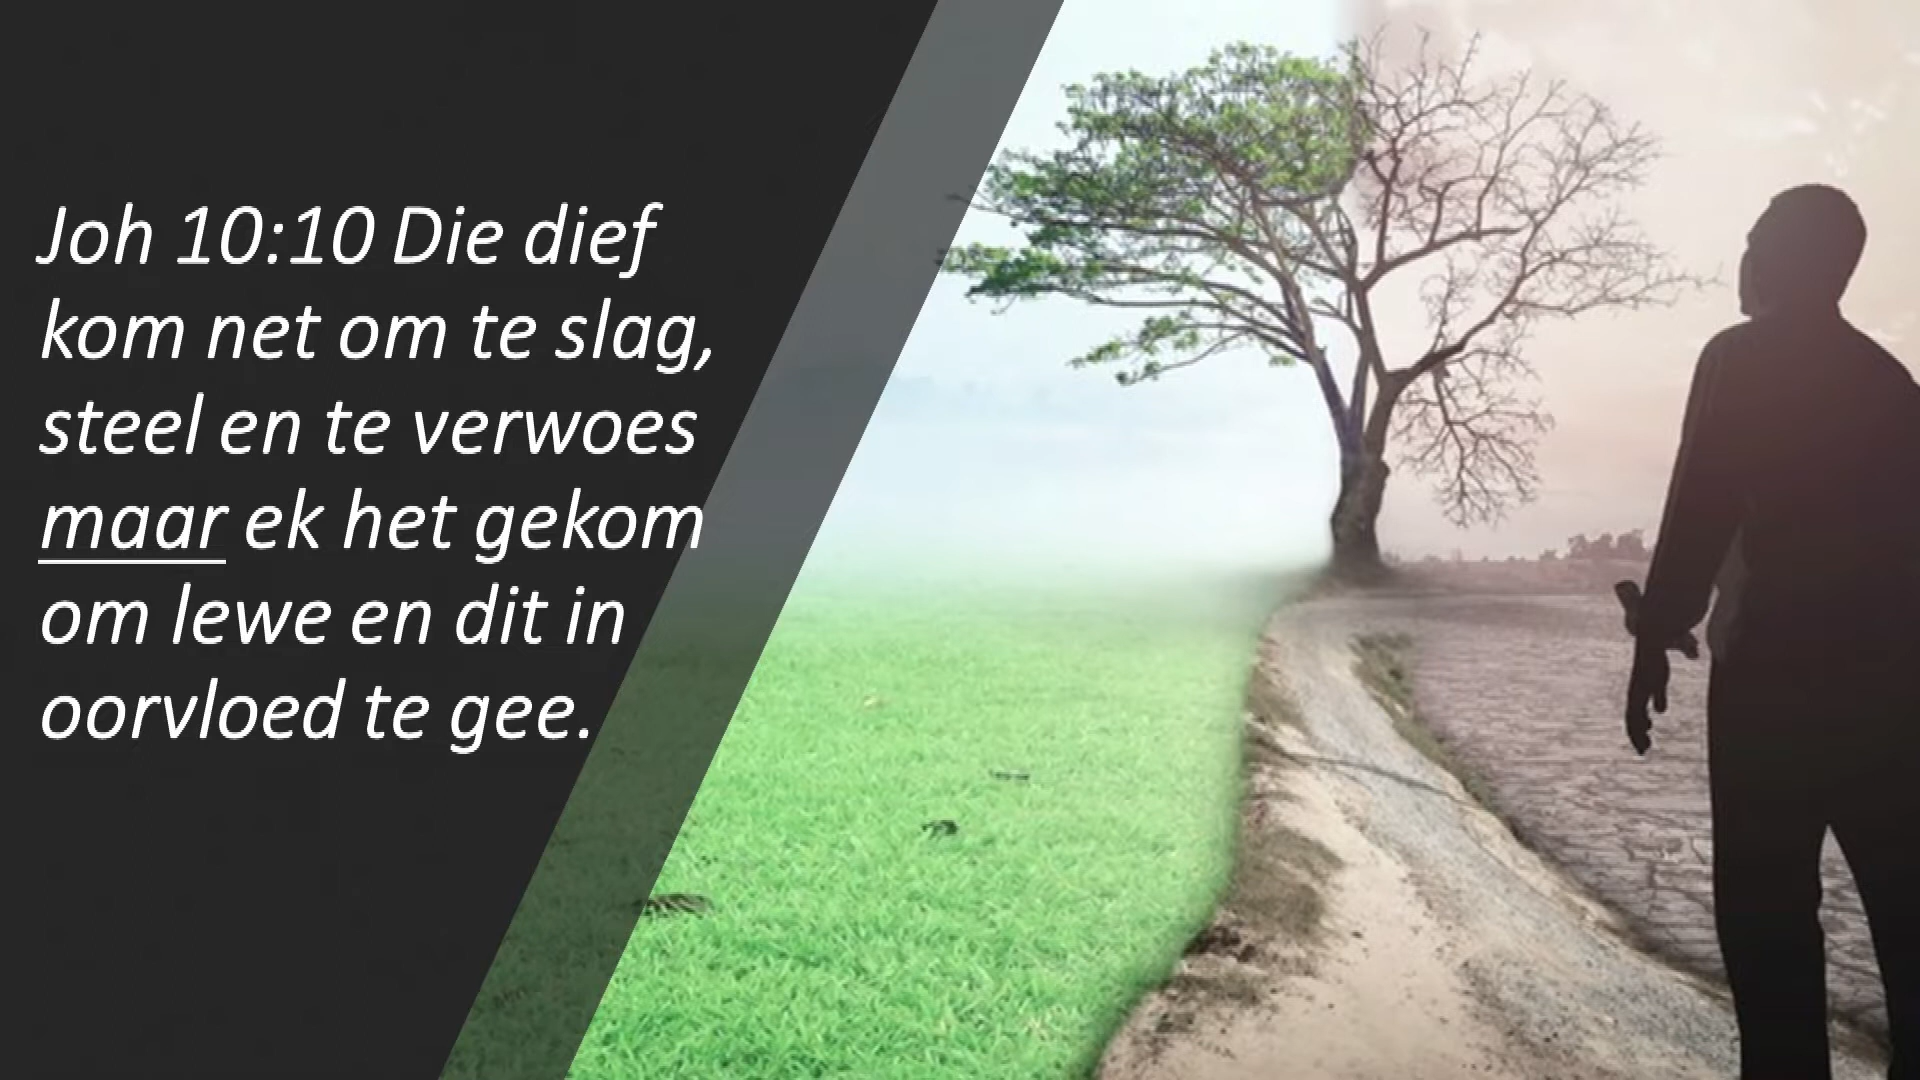 Joh 10:10 Die dief
kom net om te slag,
steel en te verwoes
maar ek het gekom
om lewe en dit in
oorvloed te gee.